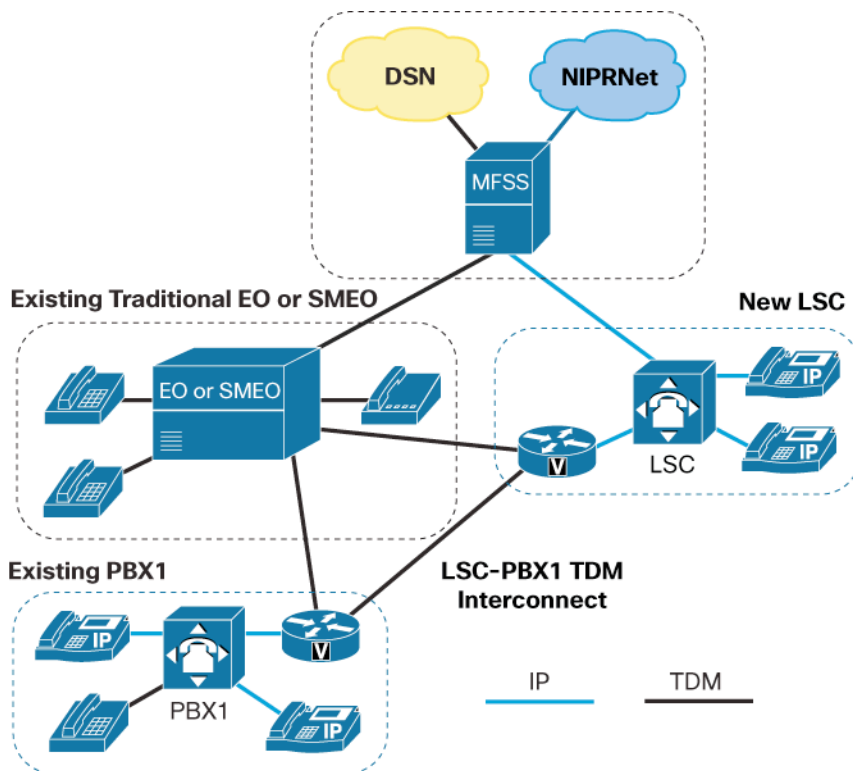 DSN
NIPRNet
MFSS
Existing Traditional EO or SMEO
New LSC
EO or SMEO
IP
IP
LSC
V
Existing PBX1
LSC-PBX1 TDM
Interconnect
IP
V
PBX1
IP
IP
TDM